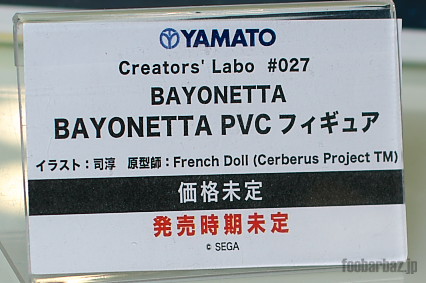 YAMATO
Creators' Labo #027
BAYONETTA
BAYONETTA PVC フィギュア
イラスト：司淳 原型師：French Doll (Cerberus Project TM)
価格未定
発売時期未定
© SEGA
foobarbaz.jp